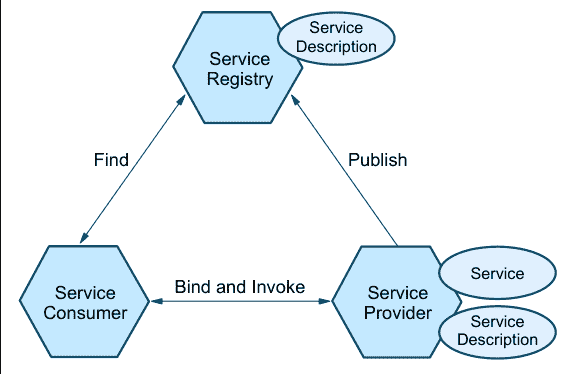 Service
Description
Service
Registry
Find
Publish
Bind and Invoke
Service
Consumer
Service
Provider
Service
Service
Description